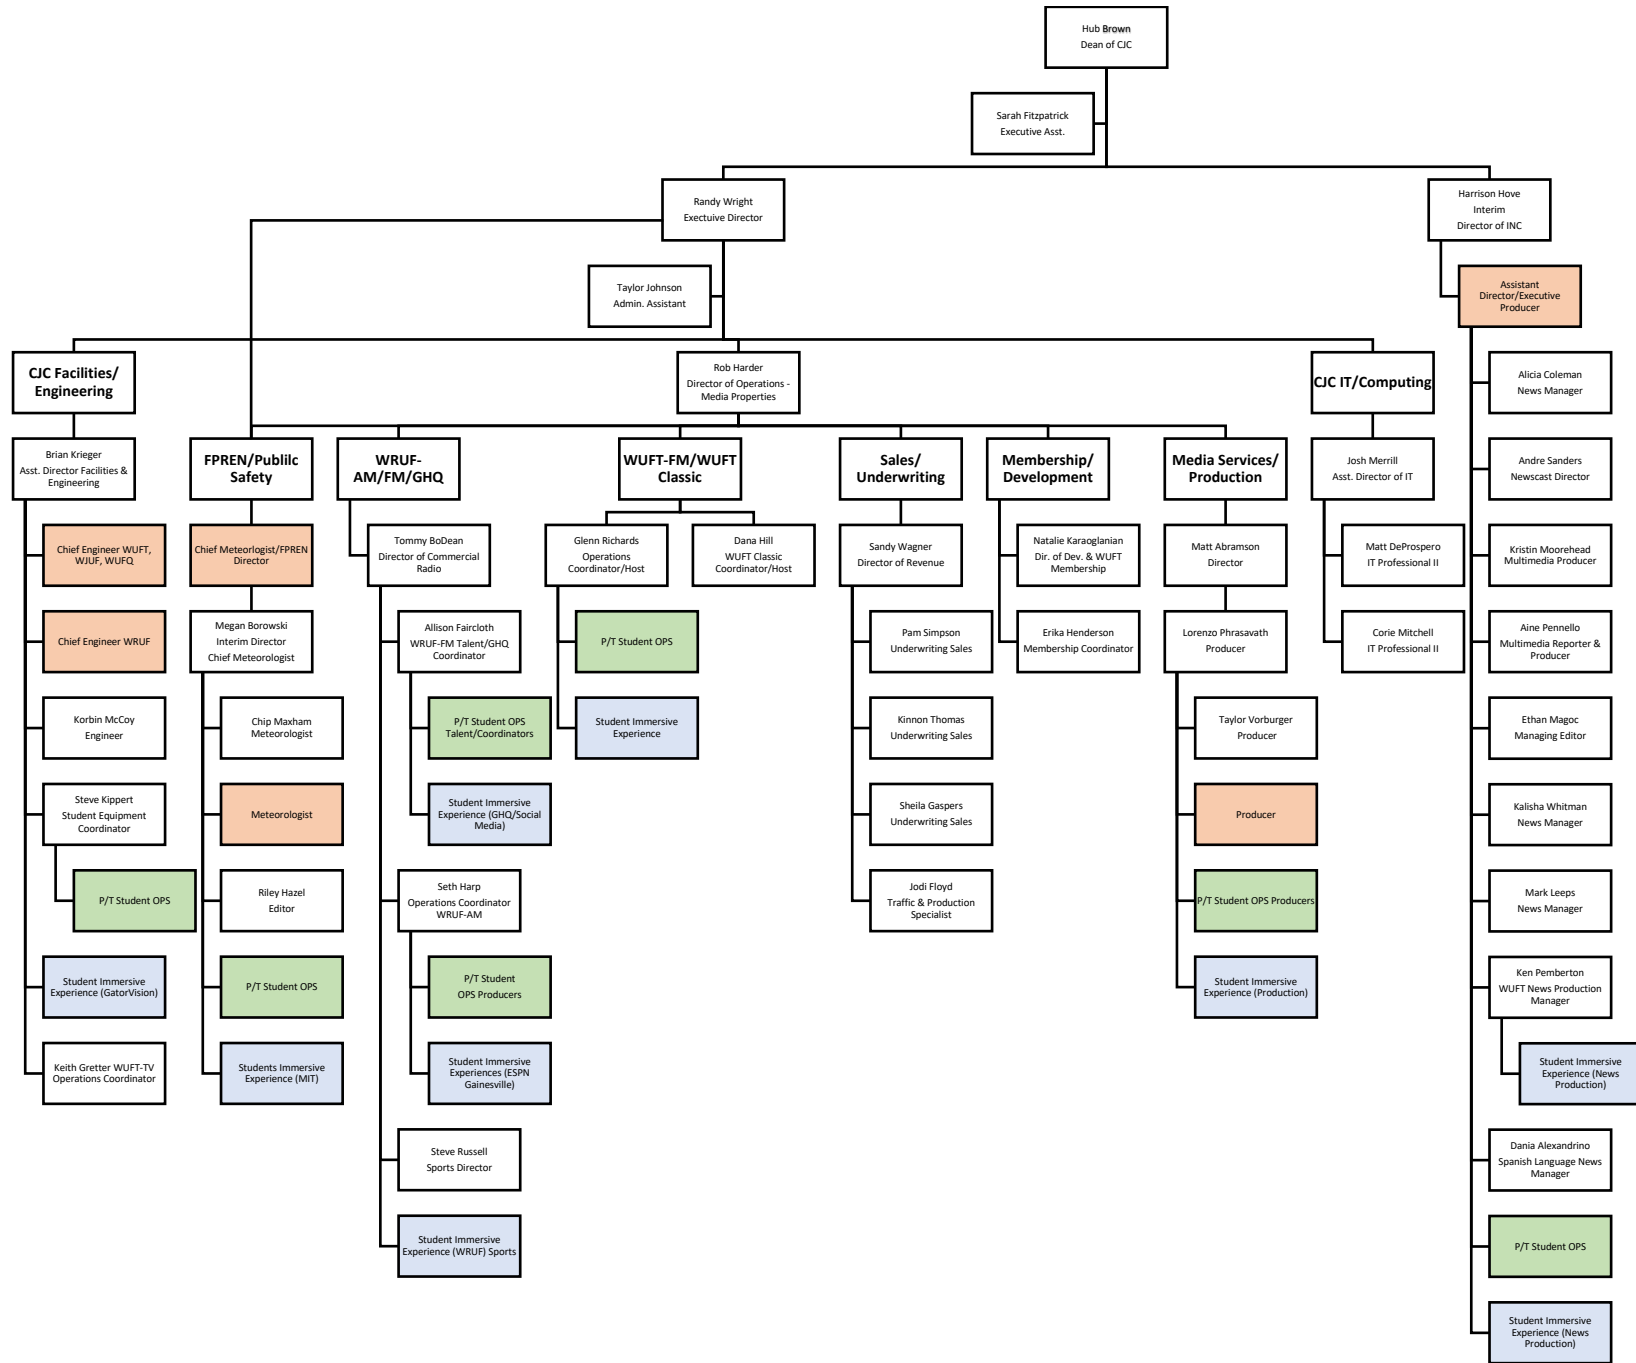 Hub Brown
Dean of CJC
Sarah Fitzpatrick
Executive Asst.
Randy Wright
Exectuive Director
Harrison Hove
Interim
Director of INC
Taylor Johnson
Admin. Assistant
Assistant
Director/Executive
Producer
CJC Facilities/
Engineering
Rob Harder
Director of Operations -
Media Properties
CJC IT/Computing
Alicia Coleman
News Manager
Brian Krieger
Asst. Director Facilities &
Engineering
FPREN/Publilc
Safety
WRUF-
AM/FM/GHQ
WUFT-FM/WUFT
Classic
Sales/
Underwriting
Membership/
Development
Media Services/
Production
Josh Merrill
Asst. Director of IT
Andre Sanders
Newscast Director
Chief Engineer WUFT,
WJUF, WUFQ
Chief Meteorlogist/FPREN
Director
Tommy BoDean
Director of Commercial
Radio
Glenn Richards
Operations
Coordinator/Host
Dana Hill
WUFT Classic
Coordinator/Host
Sandy Wagner
Director of Revenue
Natalie Karaoglanian
Dir. of Dev. & WUFT
Membership
Matt Abramson
Director
Matt DeProspero
IT Professional II
Kristin Moorehead
Multimedia Producer
Chief Engineer WRUF
Megan Borowski
Interim Director
Chief Meteorologist
Allison Faircloth
WRUF-FM Talent/GHQ
Coordinator
P/T Student OPS
Pam Simpson
Underwriting Sales
Erika Henderson
Membership Coordinator
Lorenzo Phrasavath
Producer
Corie Mitchell
IT Professional II
Aine Pennello
Multimedia Reporter &
Producer
Korbin McCoy
Engineer
Chip Maxham
Meteorologist
P/T Student OPS
Talent/Coordinators
Student Immersive
Experience
Kinnon Thomas
Underwriting Sales
Taylor Vorburger
Producer
Ethan Magoc
Managing Editor
Steve Kippert
Student Equipment
Coordinator
Meteorologist
Student Immersive
Experience (GHQ/Social
Media)
Sheila Gaspers
Underwriting Sales
Producer
Kalisha Whitman
News Manager
P/T Student OPS
Riley Hazel
Editor
Seth Harp
Operations Coordinator
WRUF-AM
Jodi Floyd
Traffic & Production
Specialist
P/T Student OPS Producers
Mark Leeps
News Manager
Student Immersive
Experience (GatorVision)
P/T Student OPS
P/T Student
OPS Producers
Student Immersive
Experience (Production)
Ken Pemberton
WUFT News Production
Manager
Keith Gretter WUFT-TV
Operations Coordinator
Students Immersive
Experience (MIT)
Student Immersive
Experiences (ESPN
Gainesville)
Student Immersive
Experience (News
Production)
Steve Russell
Sports Director
Dania Alexandrino
Spanish Language News
Manager
Student Immersive
Experience (WRUF) Sports
P/T Student OPS
Student Immersive
Experience (News
Production)